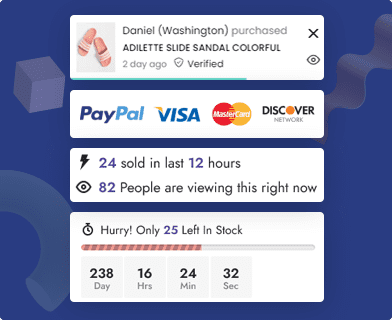 Daniel (Washington) purchased
ADILETTE SLIDE SANDAL COLORFUL
2 day ago Verified
PayPal VISA MasterCard DISCOVER
NETWORK
24 sold in last 12 hours
82 People are viewing this right now
Hurry! Only 25 Left In Stock
238 16 24 32
Day Hrs Min Sec